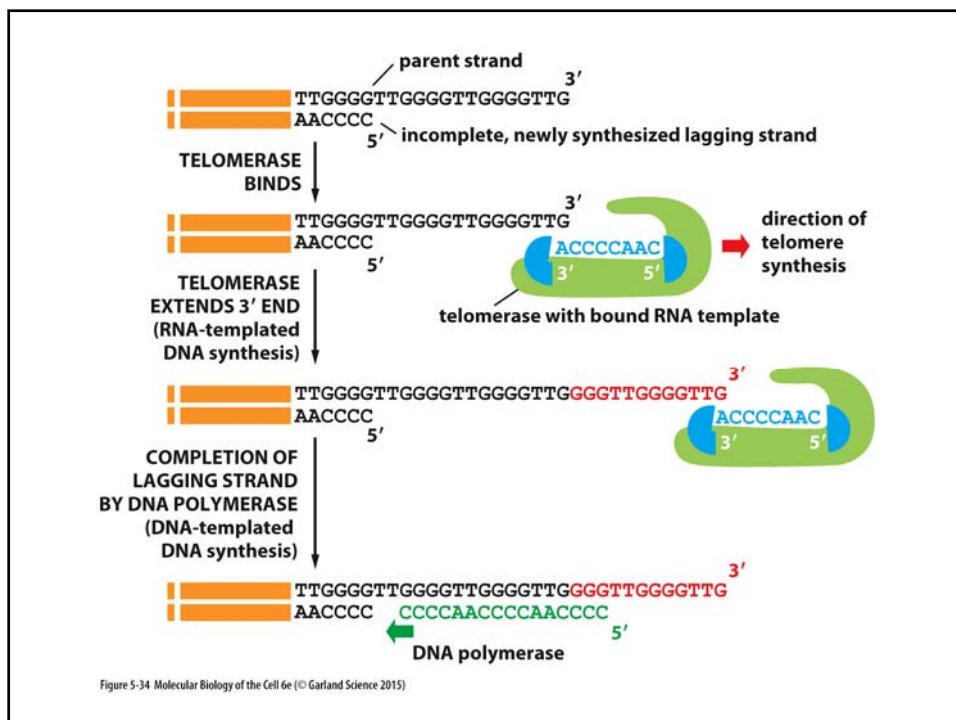 parent strand
3′
TTGGGGTTGGGGTTGGGGTTG
AACCCC
5′
incomplete, newly synthesized lagging strand
TELOMERASE
BINDS
3′
TTGGGGTTGGGGTTGGGGTTG
AACCCC
5′
ACCCCAAC
3′ 5′
direction of
telomere
synthesis
telomerase with bound RNA template
TELOMERASE
EXTENDS 3′ END
(RNA-templated
DNA synthesis)
3′
TTGGGGTTGGGGTTGGGGTTGGGGTTGGGGTTG
AACCCC
5′
ACCCCAAC
3′ 5′
COMPLETION OF
LAGGING STRAND
BY DNA POLYMERASE
(DNA-templated
DNA synthesis)
3′
TTGGGGTTGGGGTTGGGGTTGGGGTTGGGGTTG
AACCCC CCCCAACCCCAACCCC
5′
DNA polymerase
Figure 5-34 Molecular Biology of the Cell 6e (© Garland Science 2015)